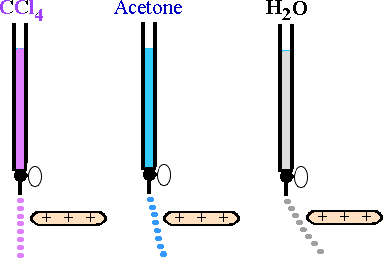 CCl₄ Acetone H₂O
+ + + + + + + + +